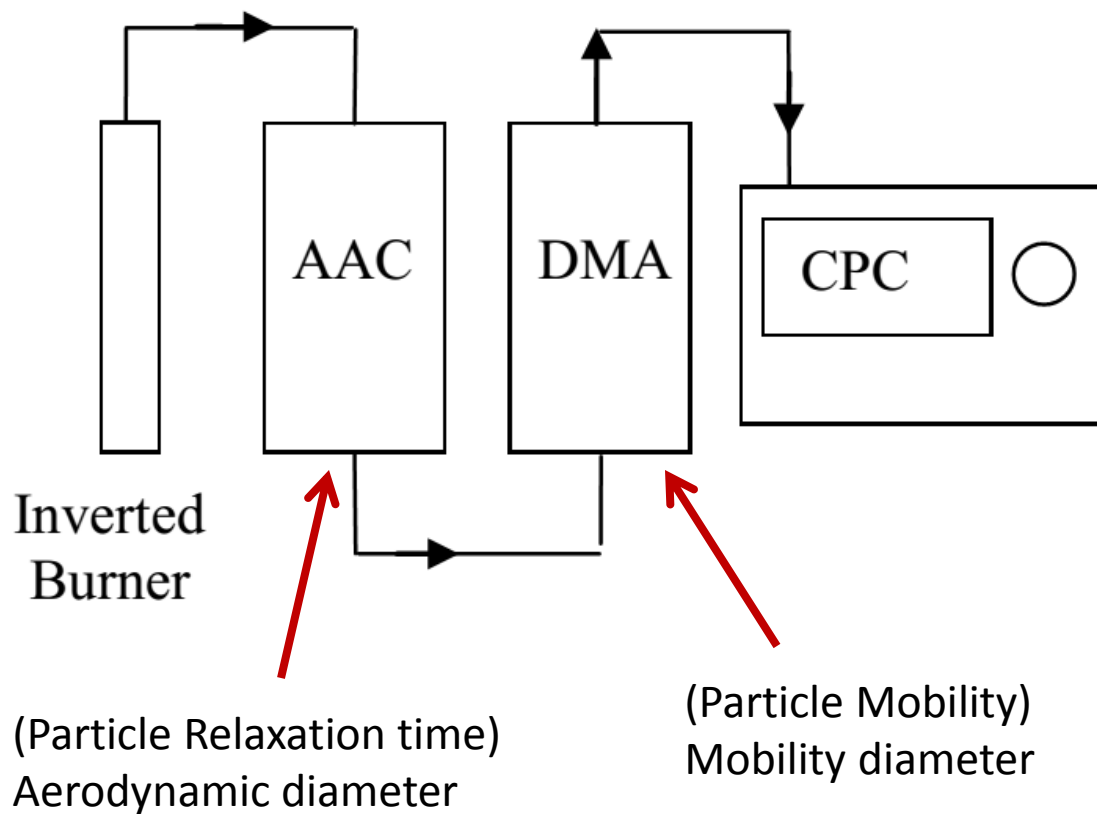 AAC
DMA
CPC
Inverted
Burner
(Particle Relaxation time)
Aerodynamic diameter
(Particle Mobility)
Mobility diameter